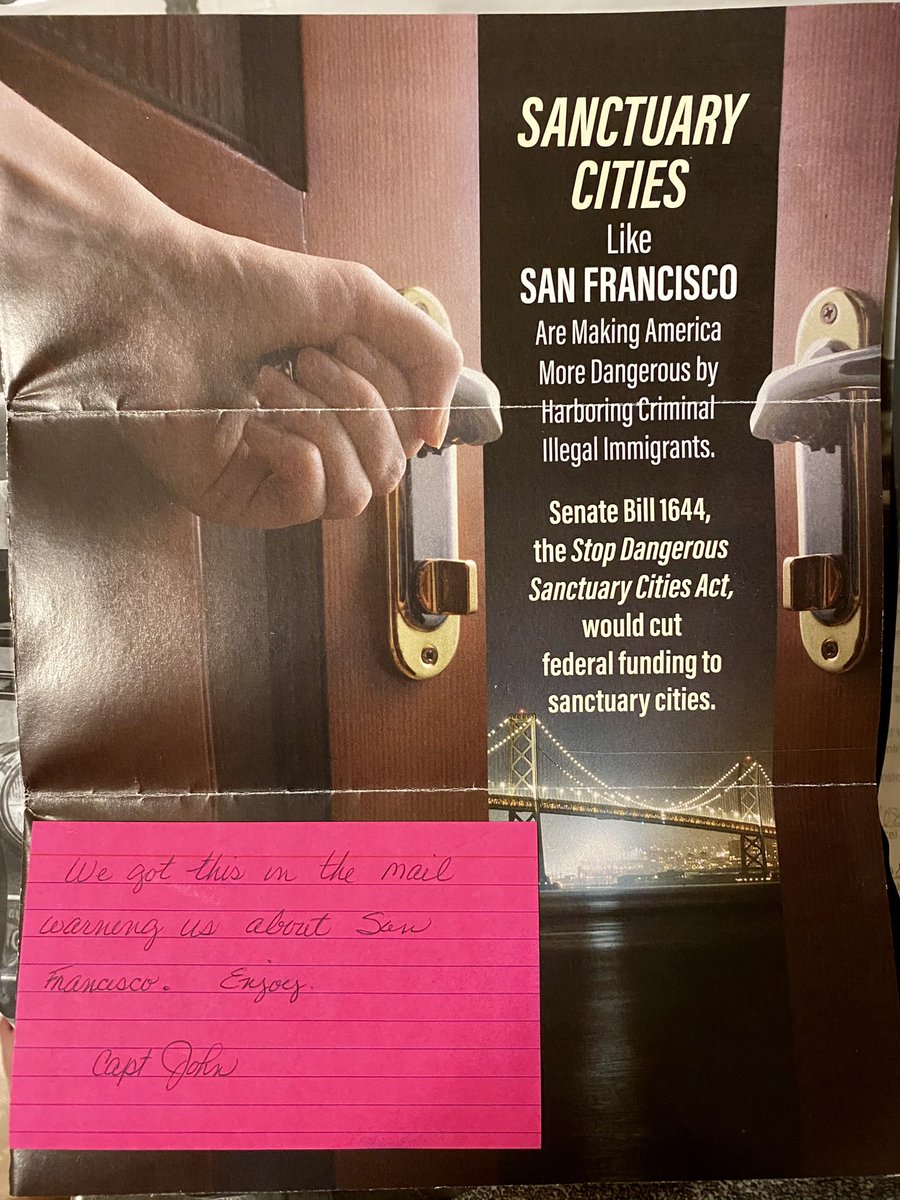 SANCTUARY
CITIES
Like
SAN FRANCISCO
Are Making America
More Dangerous by
Harboring Criminal
Illegal Immigrants.
Senate Bill 1644,
the Stop Dangerous
Sanctuary Cities Act,
would cut
federal funding to
sanctuary cities.
We got this in the mail
warning us about San
Francisco. Enjoy.
Capt John